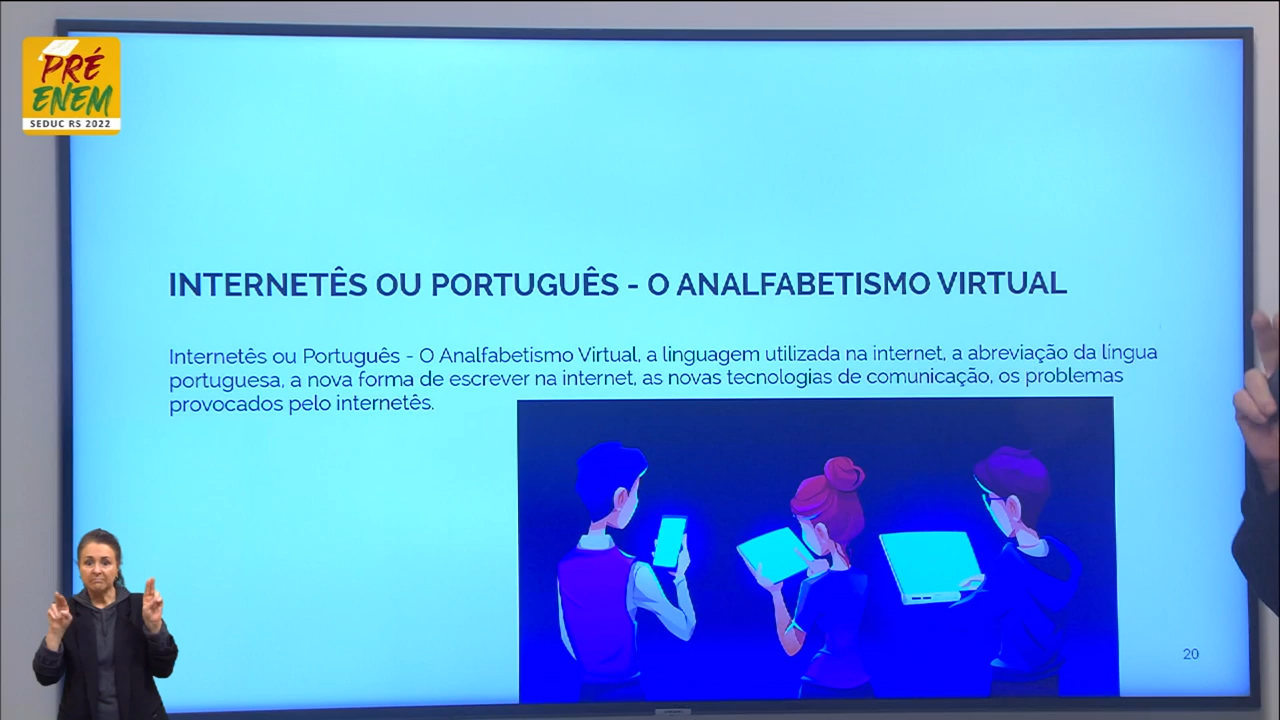 PRÉ
ENEM
SEDUC RS 2022
INTERNETÊS OU PORTUGUÊS - O ANALFABETISMO VIRTUAL
Internetês ou Português - O Analfabetismo Virtual, a linguagem utilizada na internet, a abreviação da língua
portuguesa, a nova forma de escrever na internet, as novas tecnologias de comunicação, os problemas
provocados pelo internetês.
20